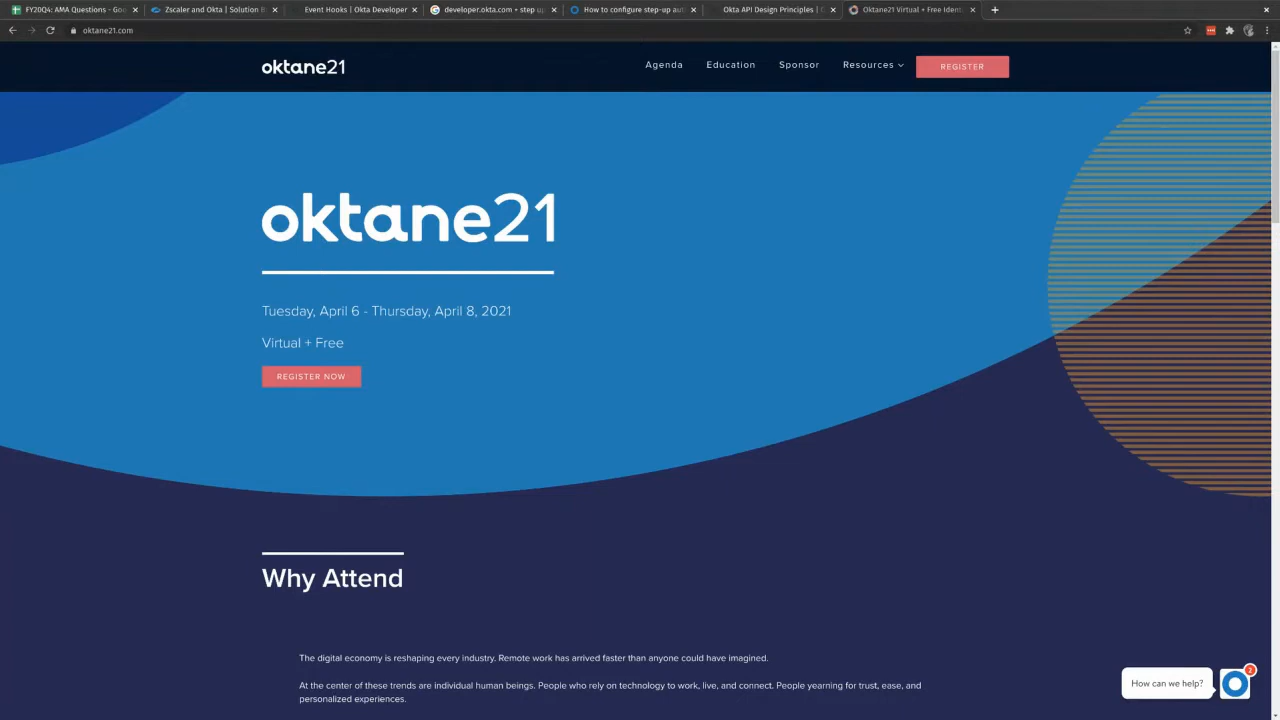 FY20Q4: AMA Questions - Goo
Zscaler and Okta | Solution B
Event Hooks | Okta Developer
developer.okta.com + step up
How to configure step-up aut
Okta API Design Principles | O
Oktane21 Virtual + Free Ident
oktane21.com
oktane21
Agenda
Education
Sponsor
Resources
REGISTER
oktane21
Tuesday, April 6 - Thursday, April 8, 2021
Virtual + Free
REGISTER NOW
Why Attend
The digital economy is reshaping every industry. Remote work has arrived faster than anyone could have imagined.
At the center of these trends are individual human beings. People who rely on technology to work, live, and connect. People yearning for trust, ease, and
personalized experiences.
How can we help?
2